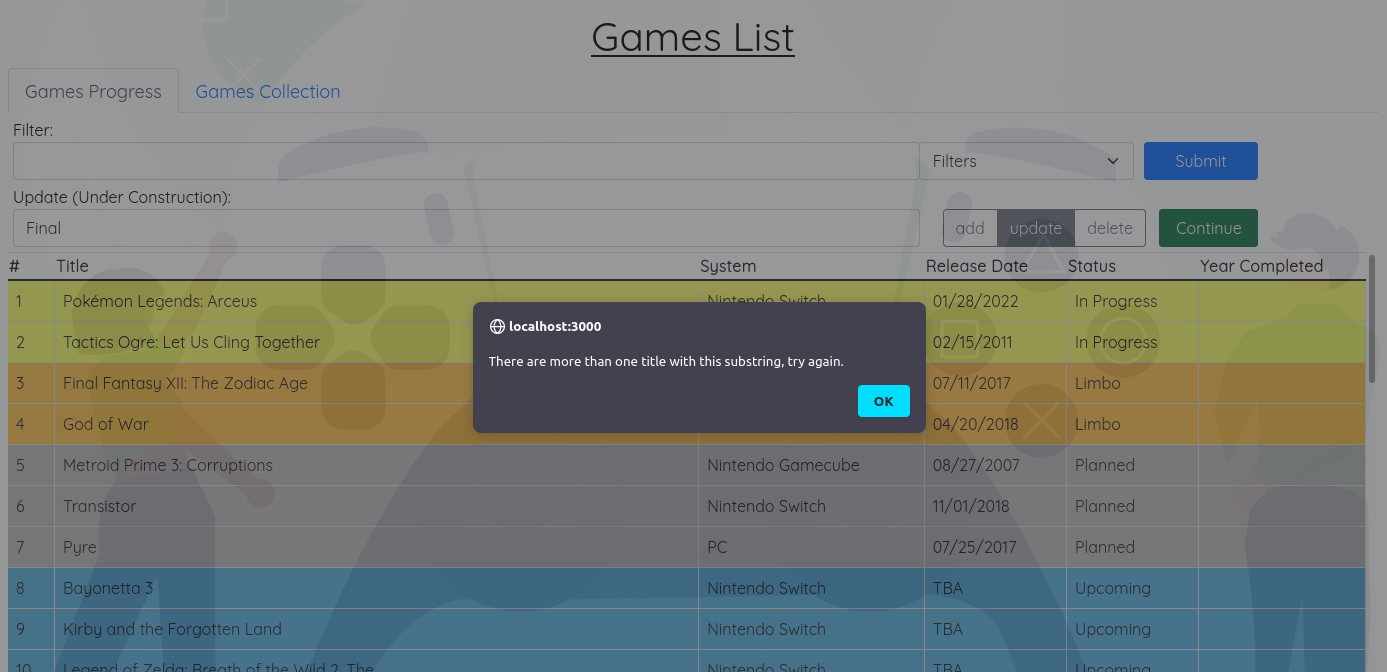 Games List
Games Progress Games Collection
Filter:
Filters Submit
Update (Under Construction):
Final add update delete Continue
# Title System Release Date Status Year Completed
1 Pokémon Legends: Arceus Nintendo Switch 01/28/2022 In Progress
2 Tactics Ogre: Let Us Cling Together 02/15/2011 In Progress
3 Final Fantasy XII: The Zodiac Age 07/11/2017 Limbo
4 God of War 04/20/2018 Limbo
localhost:3000
There are more than one title with this substring, try again.
OK
5 Metroid Prime 3: Corruptions Nintendo Gamecube 08/27/2007 Planned
6 Transistor Nintendo Switch 11/01/2018 Planned
7 Pyre PC 07/25/2017 Planned
8 Bayonetta 3 Nintendo Switch TBA Upcoming
9 Kirby and the Forgotten Land Nintendo Switch TBA Upcoming
10 Legend of Zelda: Breath of the Wild 2, The Nintendo Switch TBA Upcoming